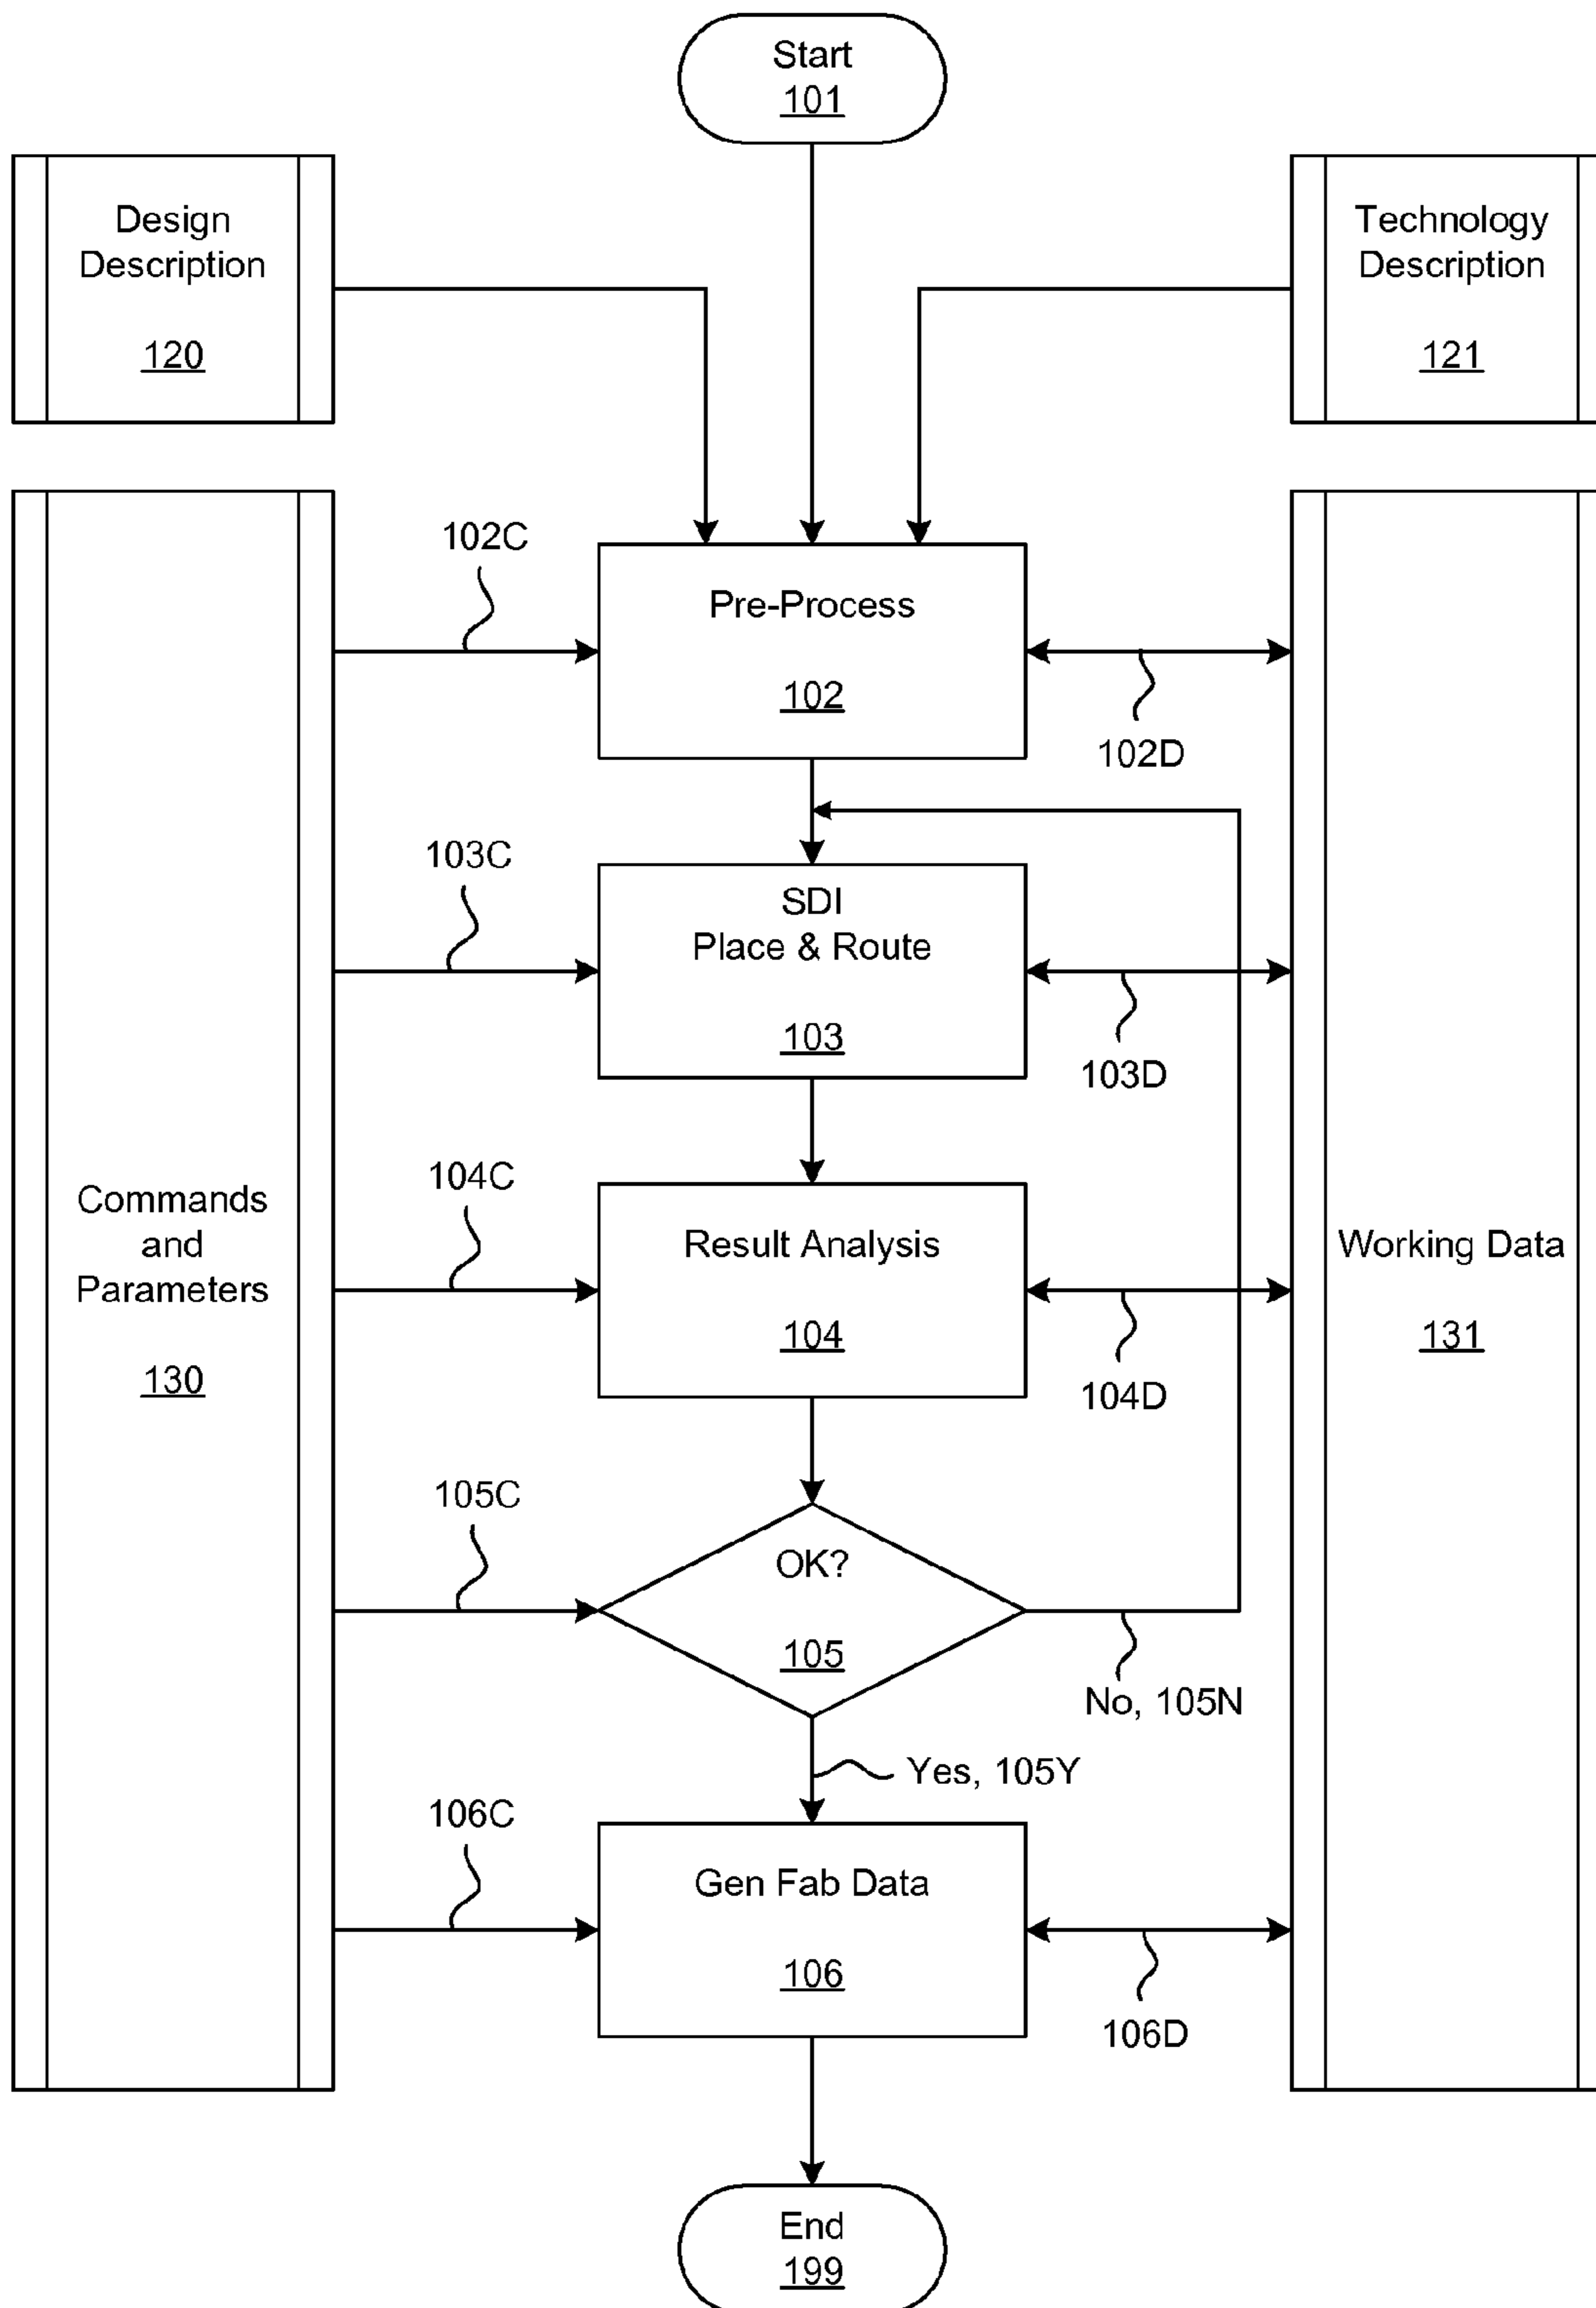 Start
101
Design
Description
120
Technology
Description
121
102C
Pre-Process
102
102D
103C
SDI
Place & Route
103
103D
Commands
and
Parameters
130
104C
Result Analysis
104
104D
Working Data
131
105C
OK?
105
No, 105N
Yes, 105Y
106C
Gen Fab Data
106
106D
End
199